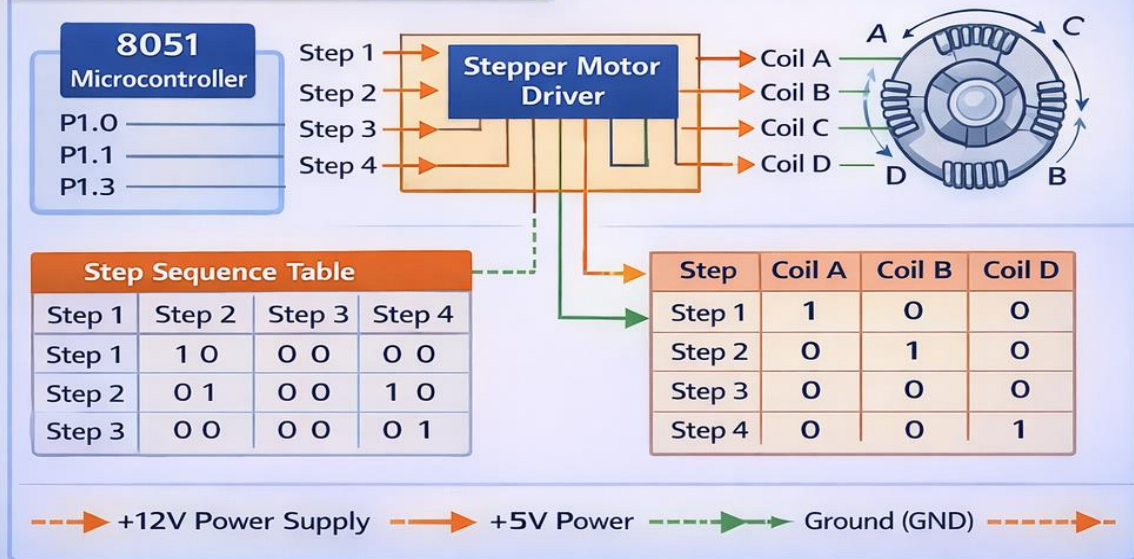 8051
Microcontroller
P1.0
P1.1
P1.3
Step 1
Step 2
Step 3
Step 4
Stepper Motor
Driver
Coil A
Coil B
Coil C
Coil D
A
C
D
B
Step Sequence Table
Step 1 Step 2 Step 3 Step 4
Step 1 1 0 0 0 0 0
Step 2 0 1 0 0 1 0
Step 3 0 0 0 0 0 1
Step Coil A Coil B Coil D
Step 1 1 0 0
Step 2 0 1 0
Step 3 0 0 0
Step 4 0 0 1
+12V Power Supply +5V Power Ground (GND)